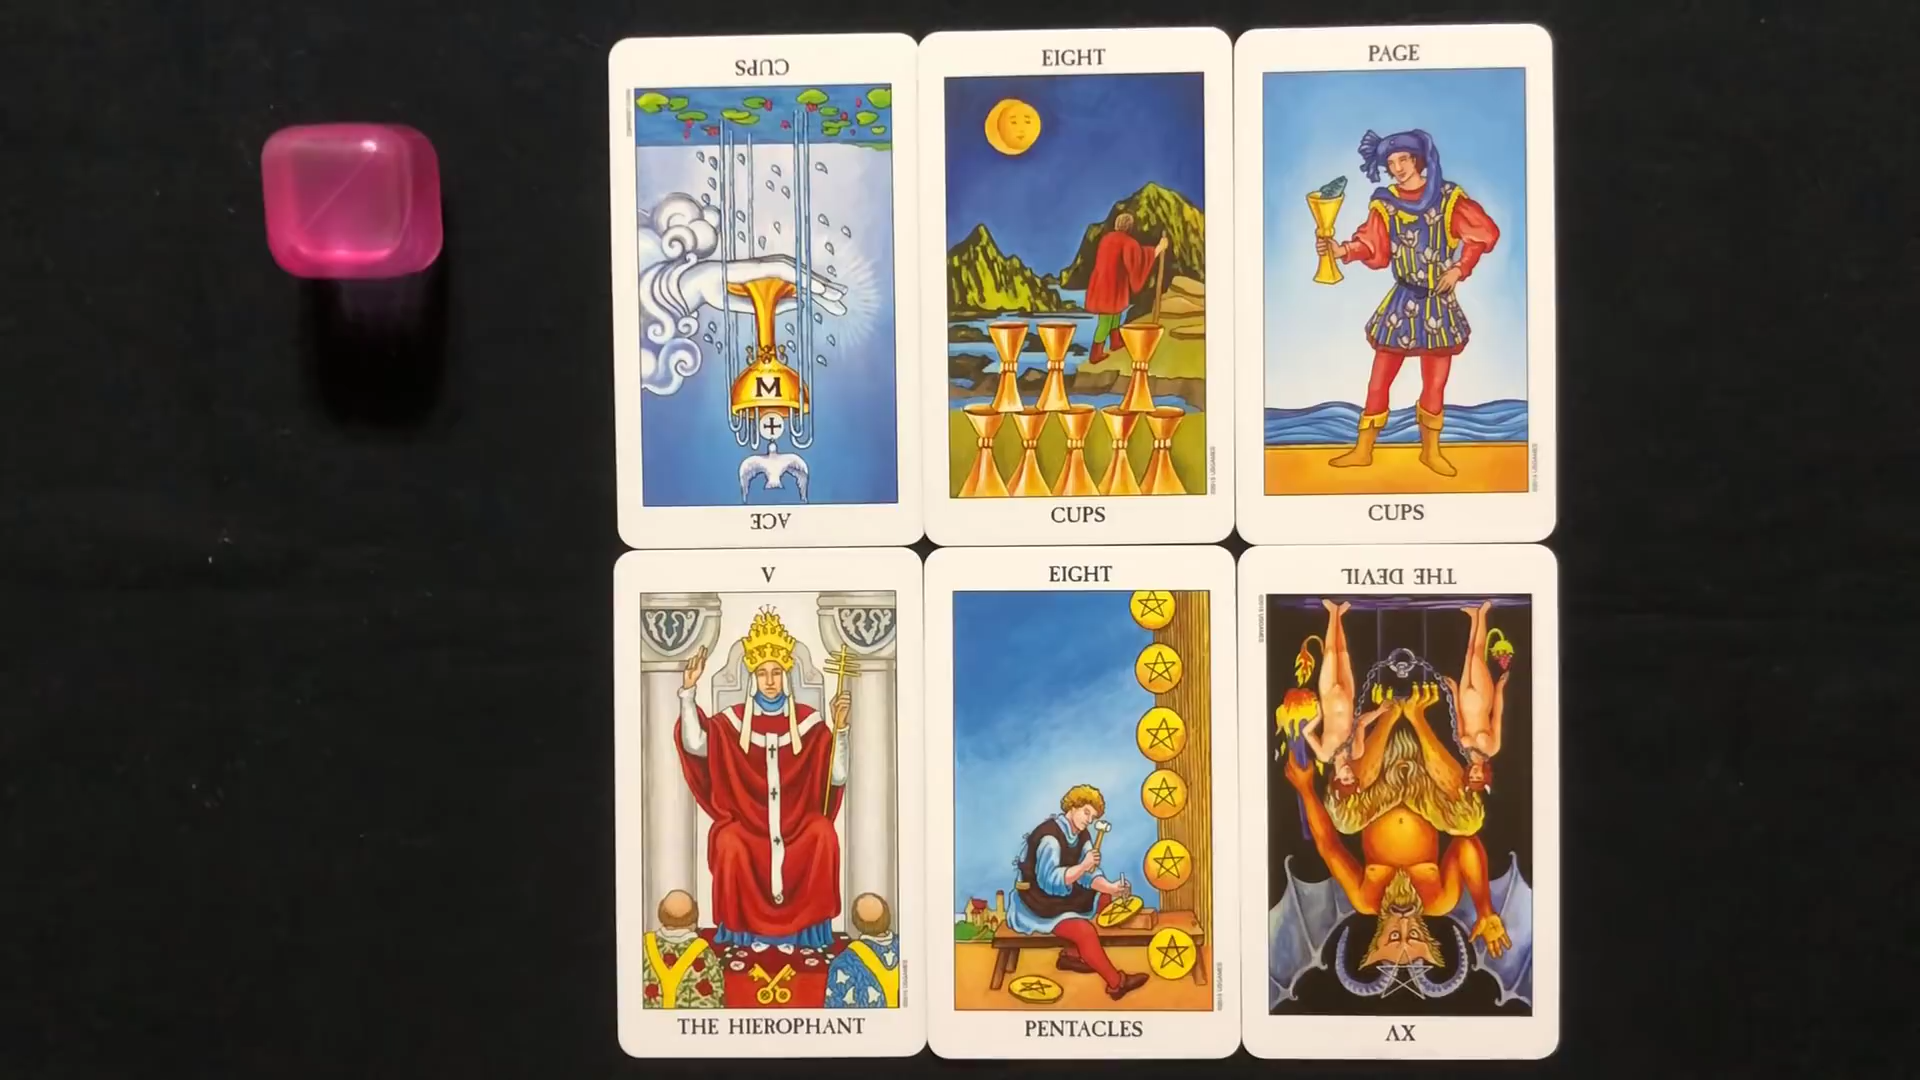 CUPS
ACE
M
EIGHT
CUPS
PAGE
CUPS
V
THE HIEROPHANT
EIGHT
PENTACLES
THE DEVIL
XV